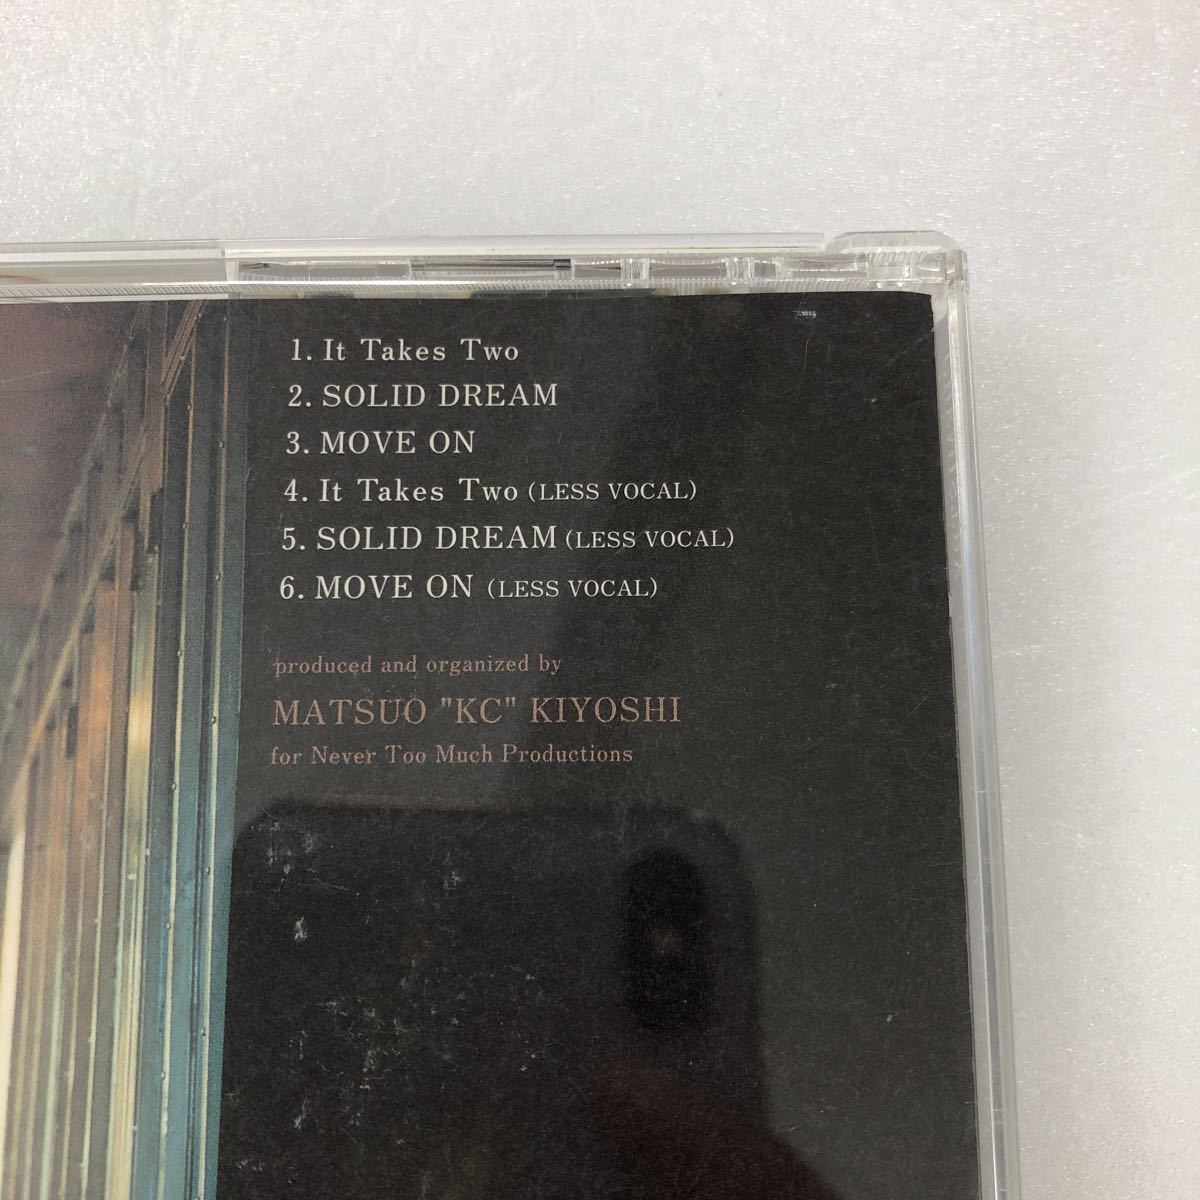 1. It Takes Two
2. SOLID DREAM
3. MOVE ON
4. It Takes Two (LESS VOCAL)
5. SOLID DREAM (LESS VOCAL)
6. MOVE ON (LESS VOCAL)
produced and organized by
MATSUO "KC" KIYOSHI
for Never Too Much Productions